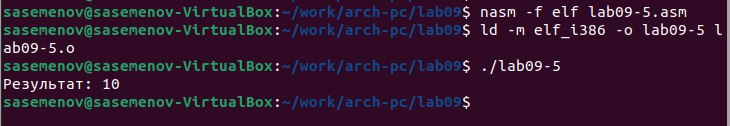 sasemenov@sasemenov-VirtualBox:~/work/arch-pc/lab09$ nasm -f elf lab09-5.asm
sasemenov@sasemenov-VirtualBox:~/work/arch-pc/lab09$ ld -m elf_i386 -o lab09-5 l
ab09-5.o
sasemenov@sasemenov-VirtualBox:~/work/arch-pc/lab09$ ./lab09-5
Результат: 10
sasemenov@sasemenov-VirtualBox:~/work/arch-pc/lab09$